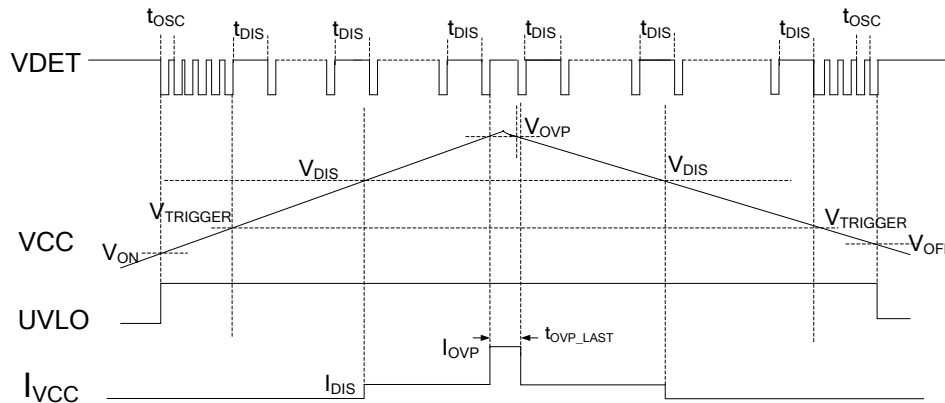 tOSC tDIS tDIS tDIS tDIS tDIS tDIS tOSC
VDET
VOVP
VDIS VDIS
VTRIGGER VTRIGGER
VCC
VON VOF
UVLO
IOVP tOVP_LAST
IVCC IDIS